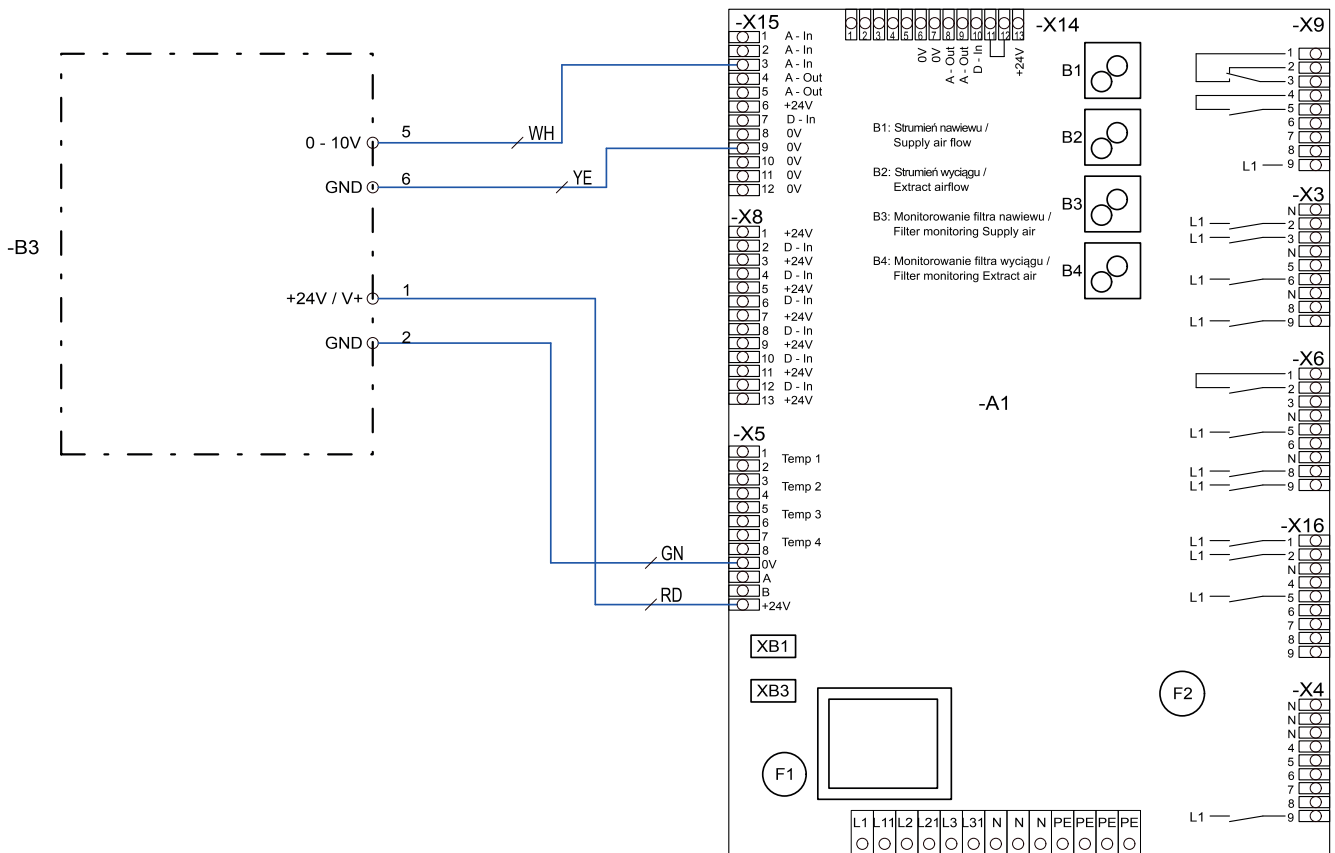 -B3
0 - 10V
5
WH
GND
6
YE
+24V / V+
1
GND
2
GN
RD
-X15
1 A - In
2 A - In
3 A - In
4 A - Out
5 A - Out
6 +24V
7 D - In
8 0V
9 0V
10 0V
11 0V
12 0V
-X8
1 +24V
2 D - In
3 +24V
4 D - In
5 +24V
6 D - In
7 +24V
8 D - In
9 +24V
10 D - In
11 +24V
12 D - In
13 +24V
-X5
1
2
Temp 1
3
4
Temp 2
5
6
Temp 3
7
8
Temp 4
0V
A
B
+24V
XB1
XB3
F1
-X14
1 2 3 4 5 6 7 8 9 10 11 12 13
0V
0V
A - Out
A - Out
D - In
+24V
B1
B2
B3
B4
B1: Strumień nawiewu /
Supply air flow
B2: Strumień wyciągu /
Extract airflow
B3: Monitorowanie filtra nawiewu /
Filter monitoring Supply air
B4: Monitorowanie filtra wyciągu /
Filter monitoring Extract air
-A1
F2
-X9
1
2
3
4
5
6
7
8
L1 9
-X3
N
L1 2
L1 3
N
5
L1 6
N
8
L1 9
-X6
1
2
3
N
L1 5
6
N
L1 8
L1 9
-X16
L1 1
L1 2
N
4
L1 5
6
7
8
9
-X4
N
N
N
4
5
6
7
8
L1 9
L1 L11 L2 L21 L3 L31 N N N PE PE PE PE